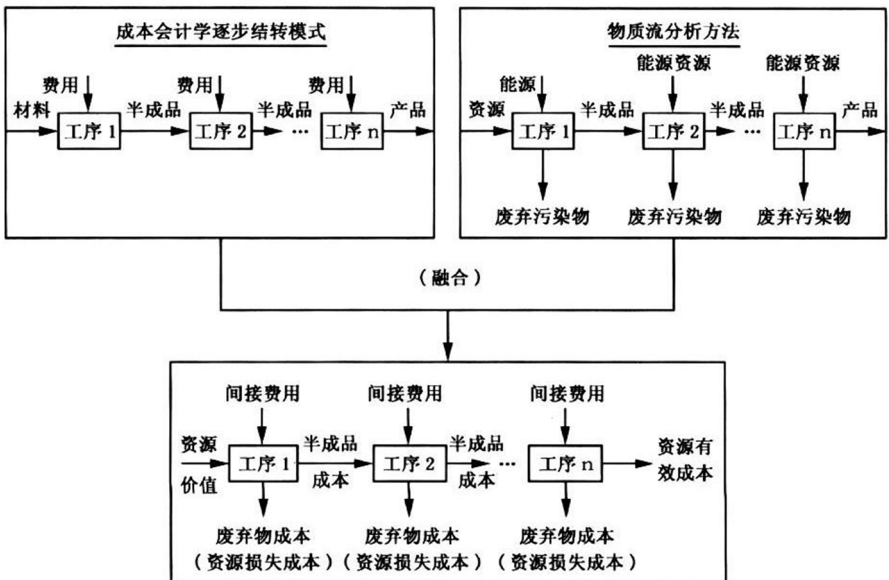 成本会计学逐步结转模式
费用 费用 费用
材料 半成品 半成品 产品
工序 1 工序 2 … 工序 n
物质流分析方法
能源 能源资源 能源资源
资源 半成品 半成品 产品
工序 1 工序 2 … 工序 n
废弃污染物 废弃污染物 废弃污染物
(融合)
间接费用 间接费用 间接费用
资源 半成品 半成品 资源有
工序 1 工序 2 … 工序 n
价值 成本 成本 效成本
废弃物成本 废弃物成本 废弃物成本
(资源损失成本) (资源损失成本) (资源损失成本)